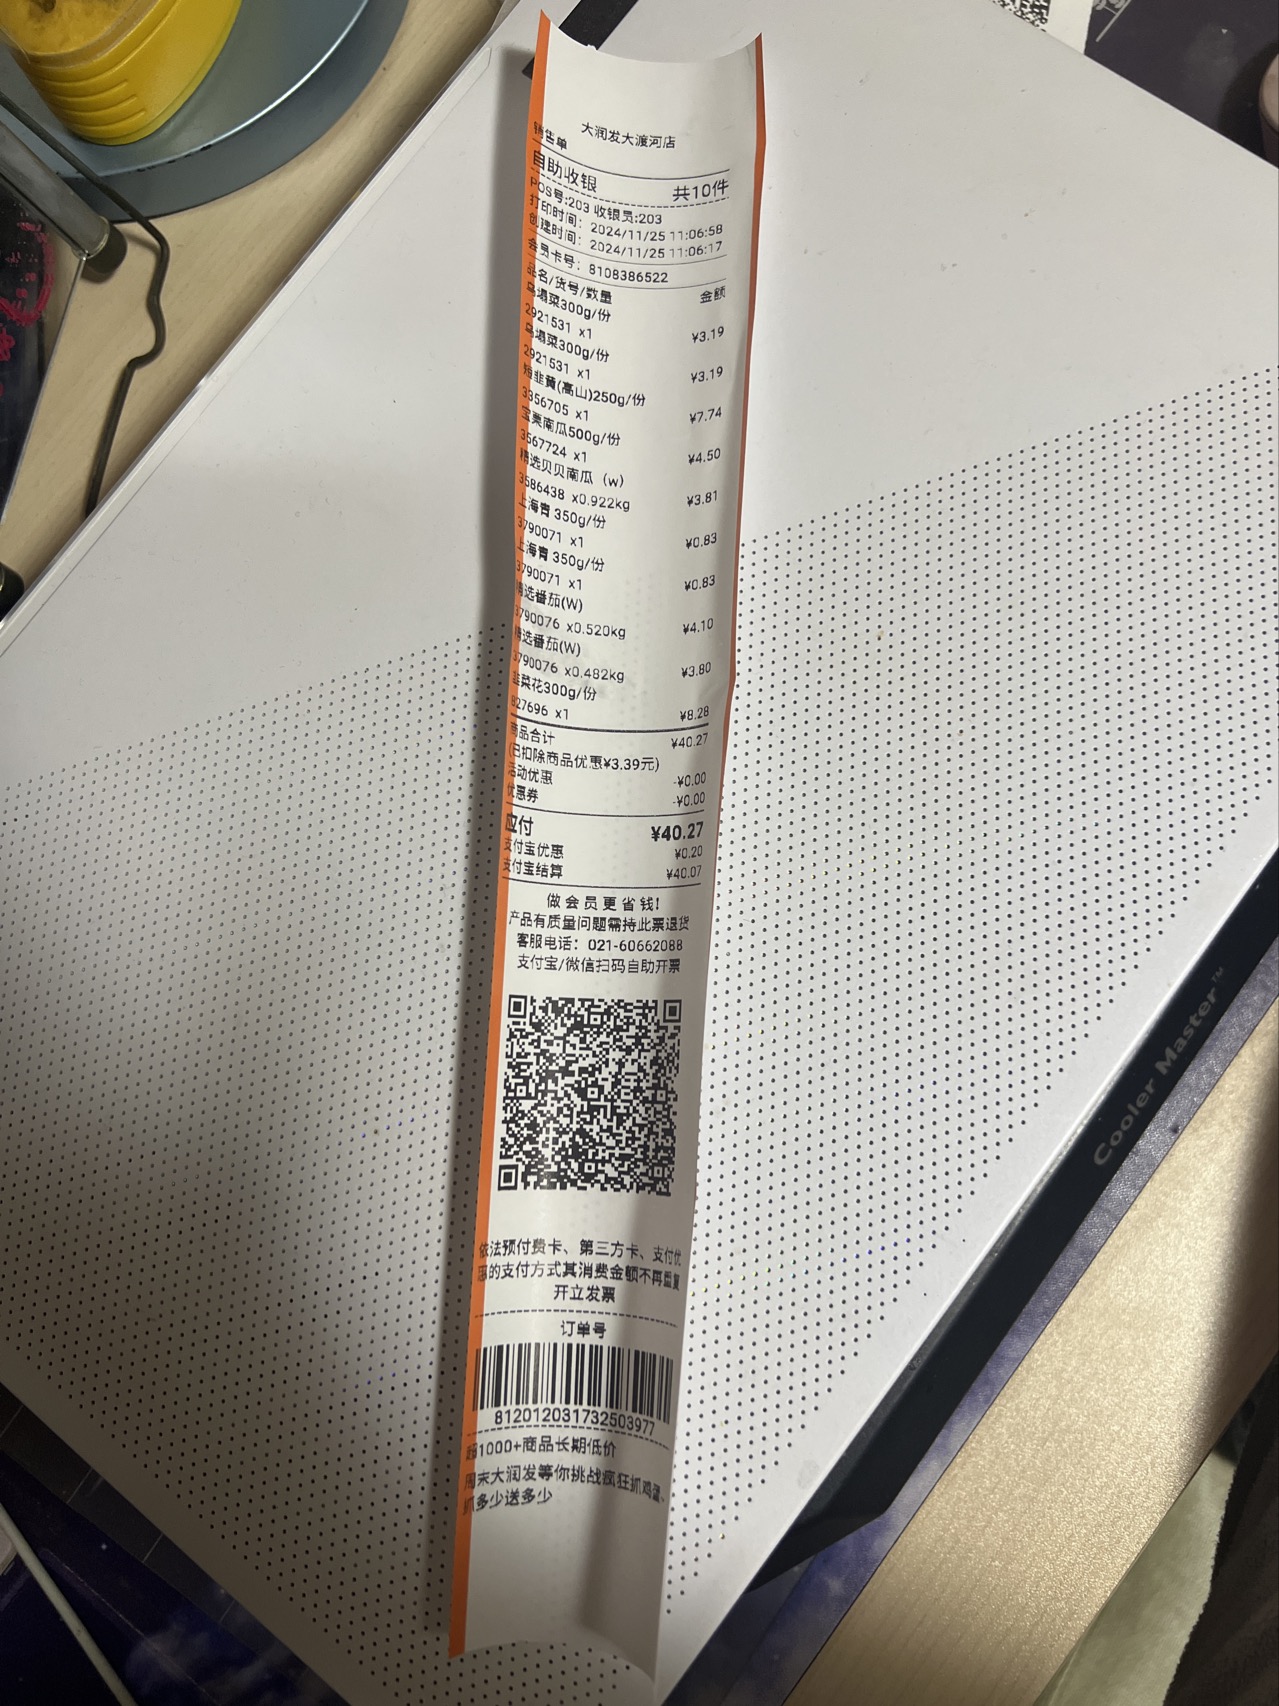 大润发大渡河店
销售单
自助收银 共10件
POS号:203 收银员:203
打印时间: 2024/11/25 11:06:58
创建时间: 2024/11/25 11:06:17
会员卡号: 8108386522
品名/货号/数量 金额
乌塌菜300g/份
2921531 x1 ¥3.19
乌塌菜300g/份
2921531 x1 ¥3.19
韭黄(高山)250g/份
3356705 x1 ¥7.74
宝栗南瓜500g/份
3567724 x1 ¥4.50
精选贝贝南瓜（w）
3586438 x0.922kg ¥3.81
上海青 350g/份
3790071 x1 ¥0.83
上海青 350g/份
3790071 x1 ¥0.83
精选番茄(W)
3790076 x0.520kg ¥4.10
精选番茄(W)
3790076 x0.482kg ¥3.80
韭菜花300g/份
827696 x1 ¥8.28
商品合计 ¥40.27
(已扣除商品优惠¥3.39元)
活动优惠 -¥0.00
优惠券 -¥0.00
应付 ¥40.27
支付宝优惠 ¥0.20
支付宝结算 ¥40.07
做会员更省钱!
产品有质量问题需持此票退货
客服电话: 021-60662088
支付宝/微信扫码自助开票
依法预付费卡、第三方卡、支付优
惠的支付方式其消费金额不再重复
开立发票
订单号
812012031732503977
超1000+商品长期低价
周末大润发等你挑战疯狂抓鸡蛋~
抓多少送多少
Cooler Master™